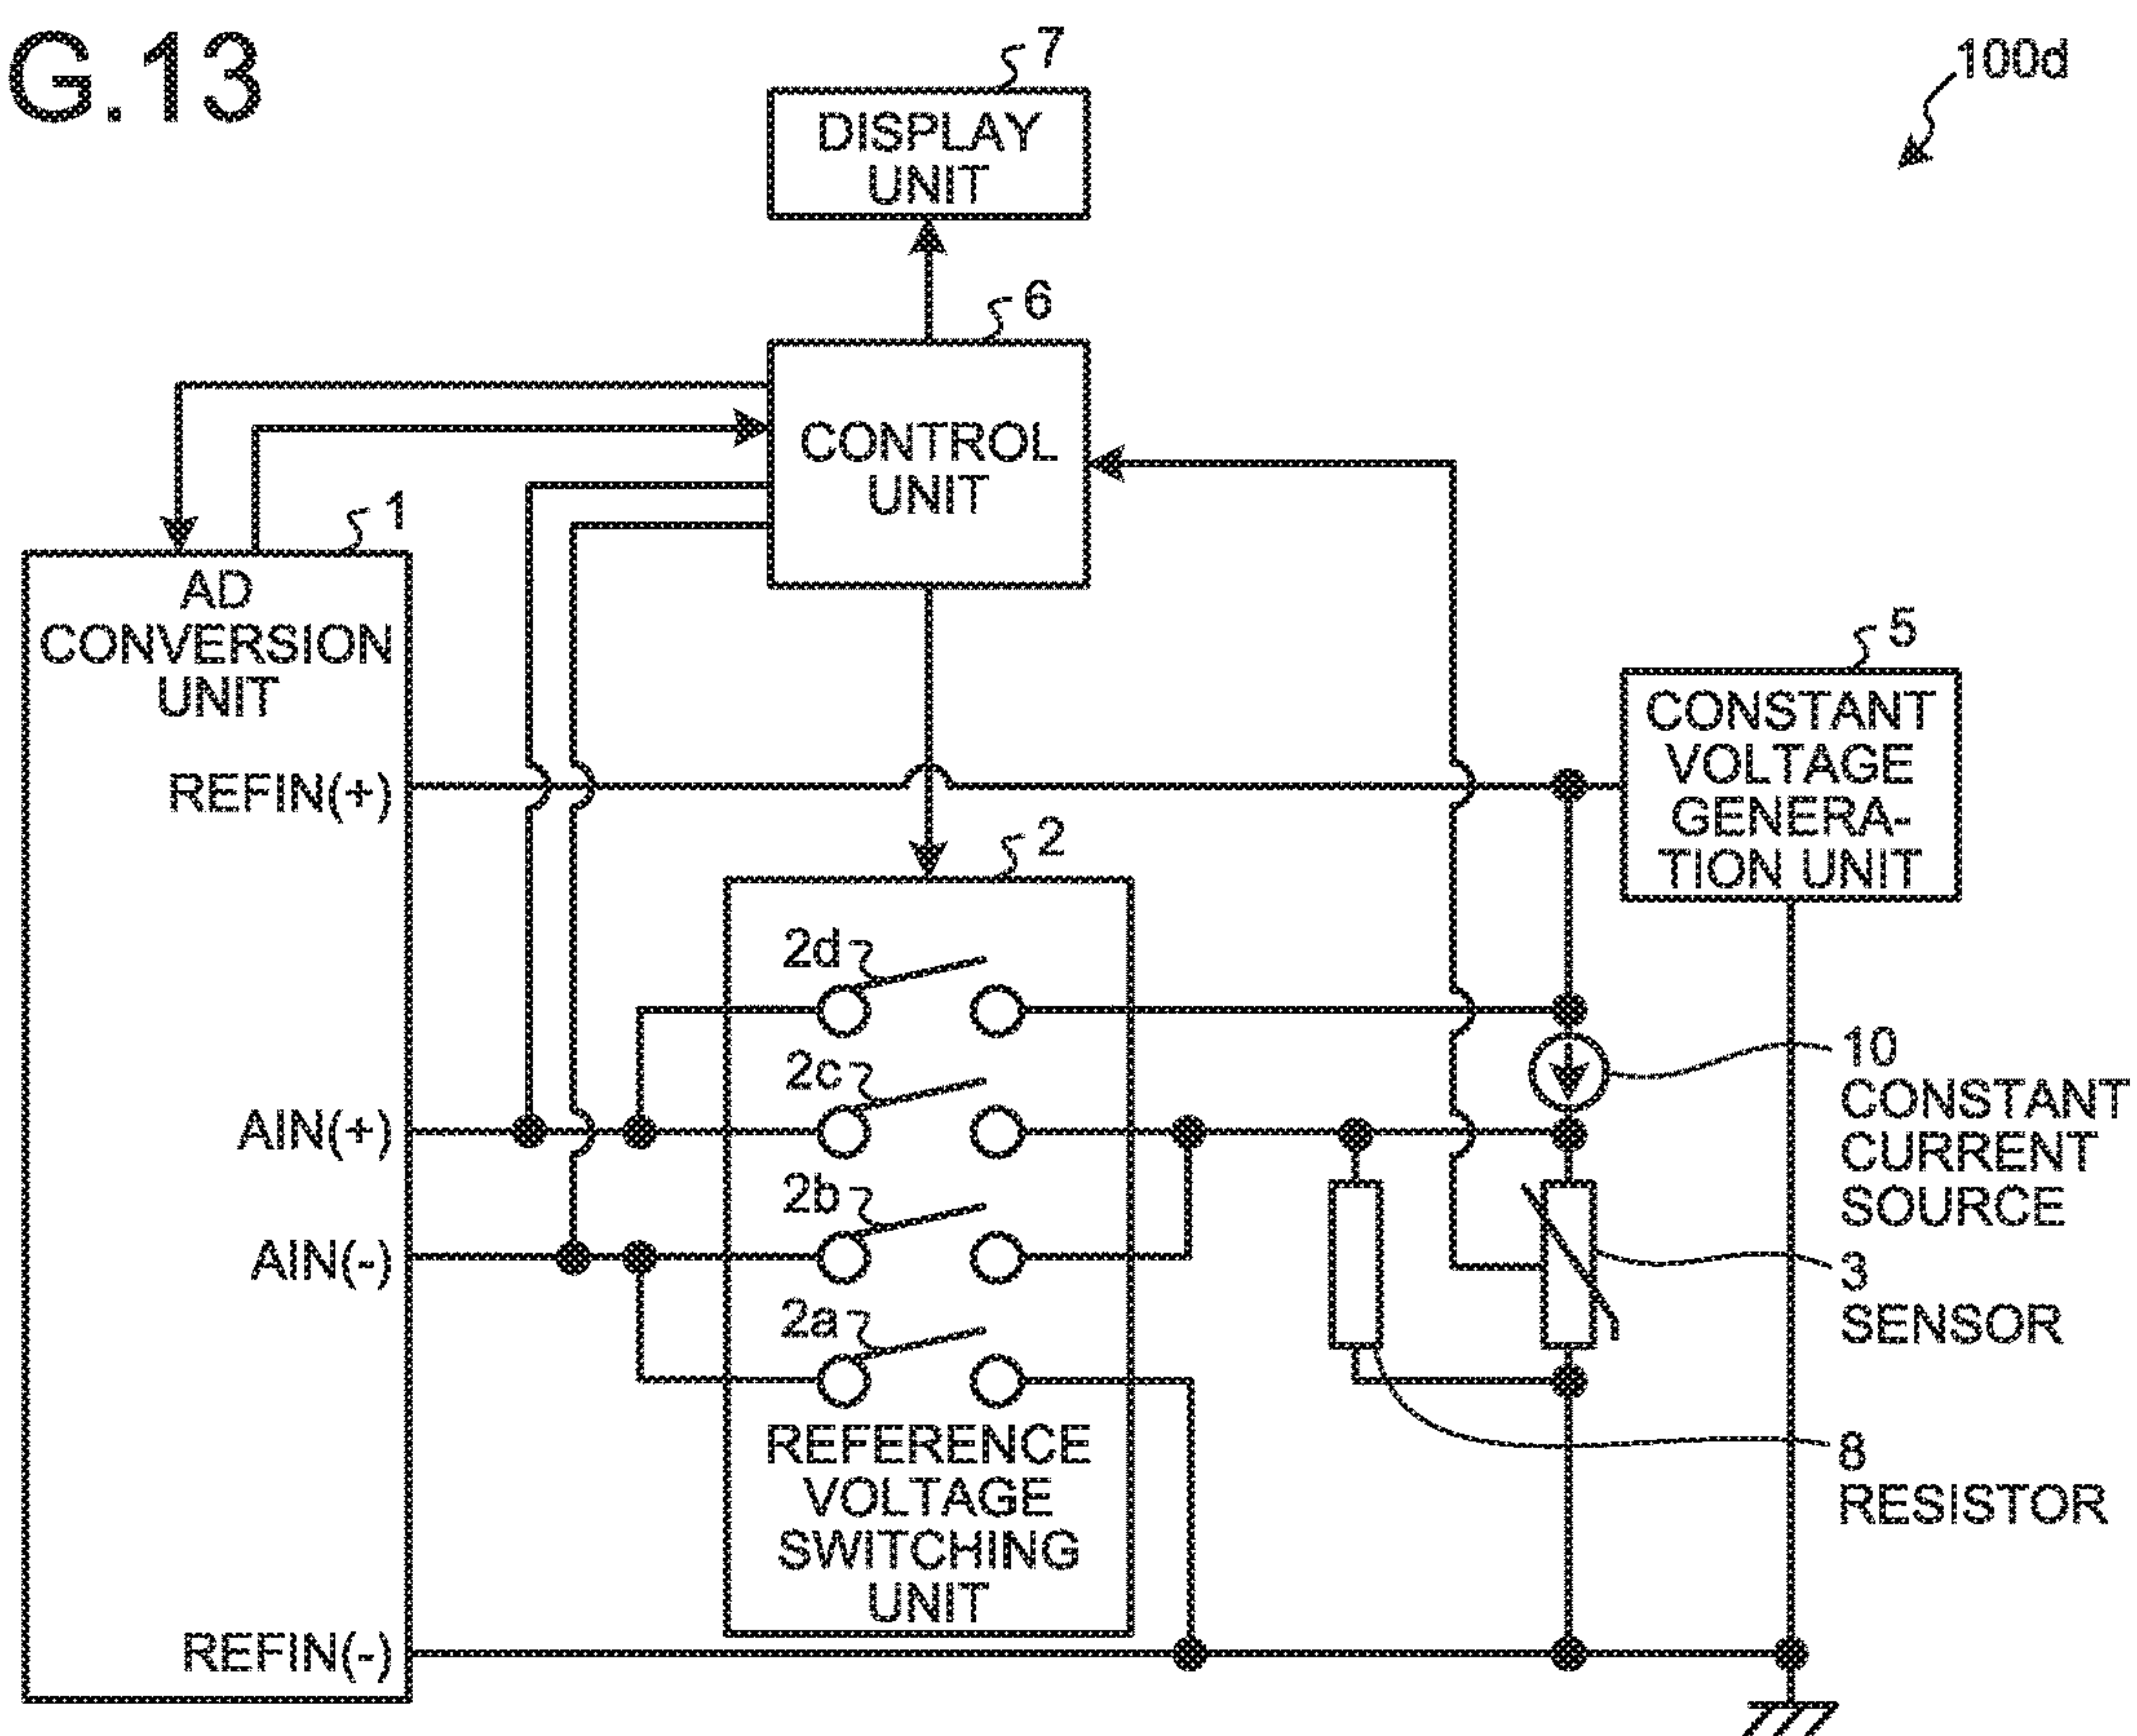 G.13
100d
7
DISPLAY
UNIT
6
CONTROL
UNIT
1
AD
CONVERSION
UNIT
REFIN(+)
AIN(+)
AIN(-)
REFIN(-)
5
CONSTANT
VOLTAGE
GENERA-
TION UNIT
2
2d
2c
2b
2a
REFERENCE
VOLTAGE
SWITCHING
UNIT
10
CONSTANT
CURRENT
SOURCE
3
SENSOR
8
RESISTOR